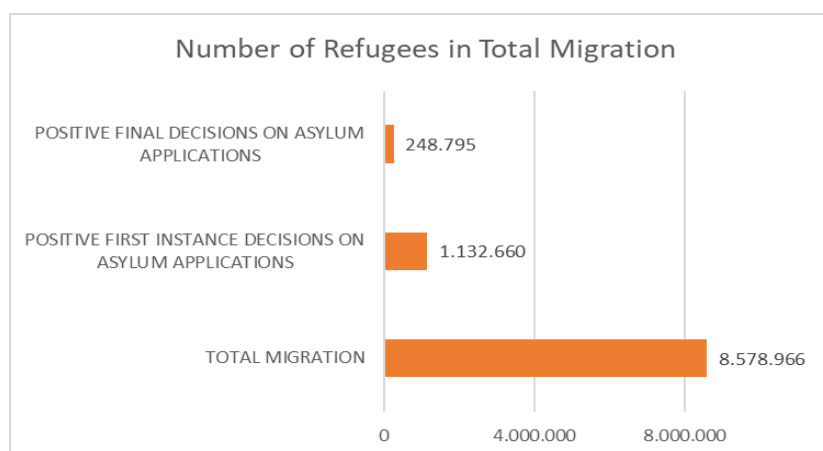 Number of Refugees in Total Migration
POSITIVE FINAL DECISIONS ON ASYLUM
APPLICATIONS
248.795
POSITIVE FIRST INSTANCE DECISIONS ON
ASYLUM APPLICATIONS
1.132.660
TOTAL MIGRATION
8.578.966
0
4.000.000
8.000.000